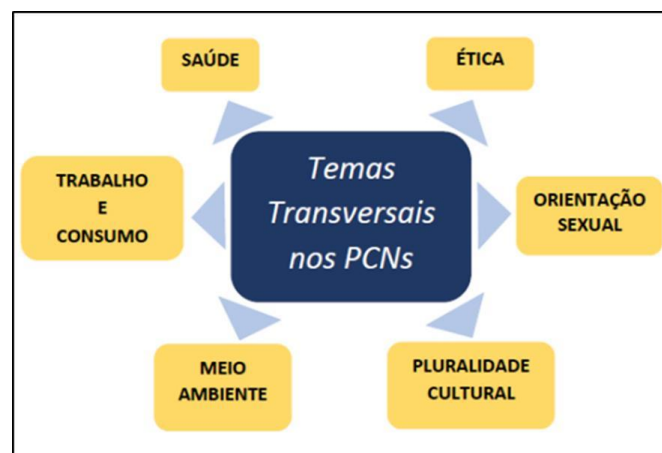 SAÚDE
ÉTICA
TRABALHO
E
CONSUMO
Temas
Transversais
nos PCNs
ORIENTAÇÃO
SEXUAL
MEIO
AMBIENTE
PLURALIDADE
CULTURAL